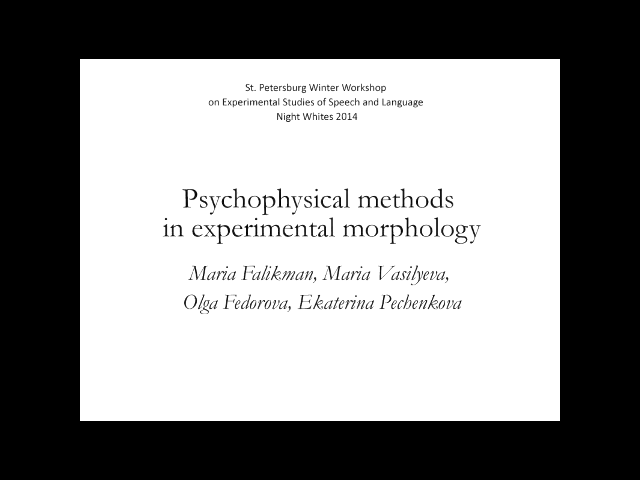 St. Petersburg Winter Workshop
on Experimental Studies of Speech and Language
Night Whites 2014
Psychophysical methods
in experimental morphology
Maria Falikman, Maria Vasilyeva,
Olga Fedorova, Ekaterina Pechenkova